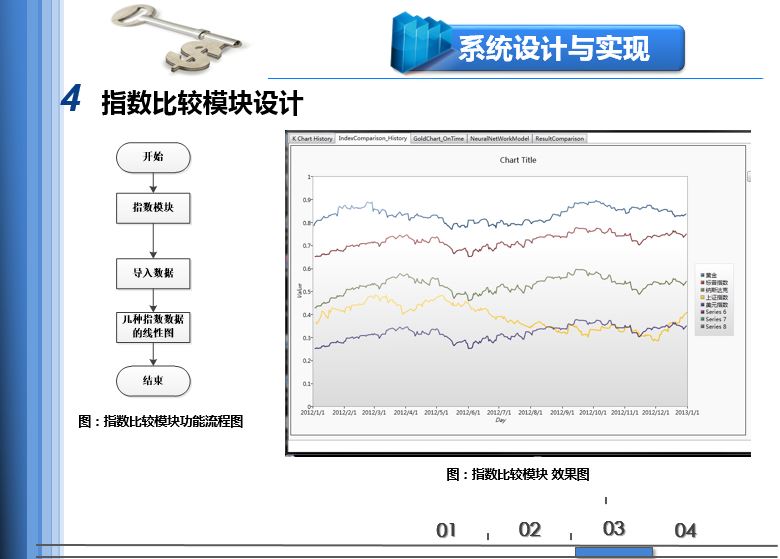 系统设计与实现
4 指数比较模块设计
开始
指数模块
导入数据
几种指数数据
的线性图
结束
图：指数比较模块功能流程图
K Chart History IndexComparison_History GoldChart_OnTime NeuralNetWorkModel ResultComparison
Chart Title
1
0.9
0.8
0.7
0.6
0.5
0.4
0.3
0.2
0.1
0
Value
2012/1/1 2012/2/1 2012/3/1 2012/4/1 2012/5/1 2012/6/1 2012/7/1 2012/8/1 2012/9/1 2012/10/1 2012/11/1 2012/12/1 2013/1/1
Day
黄金
标普指数
纳斯达克
上证指数
美元指数
Series 6
Series 7
Series 8
图：指数比较模块 效果图
01 02 03 04